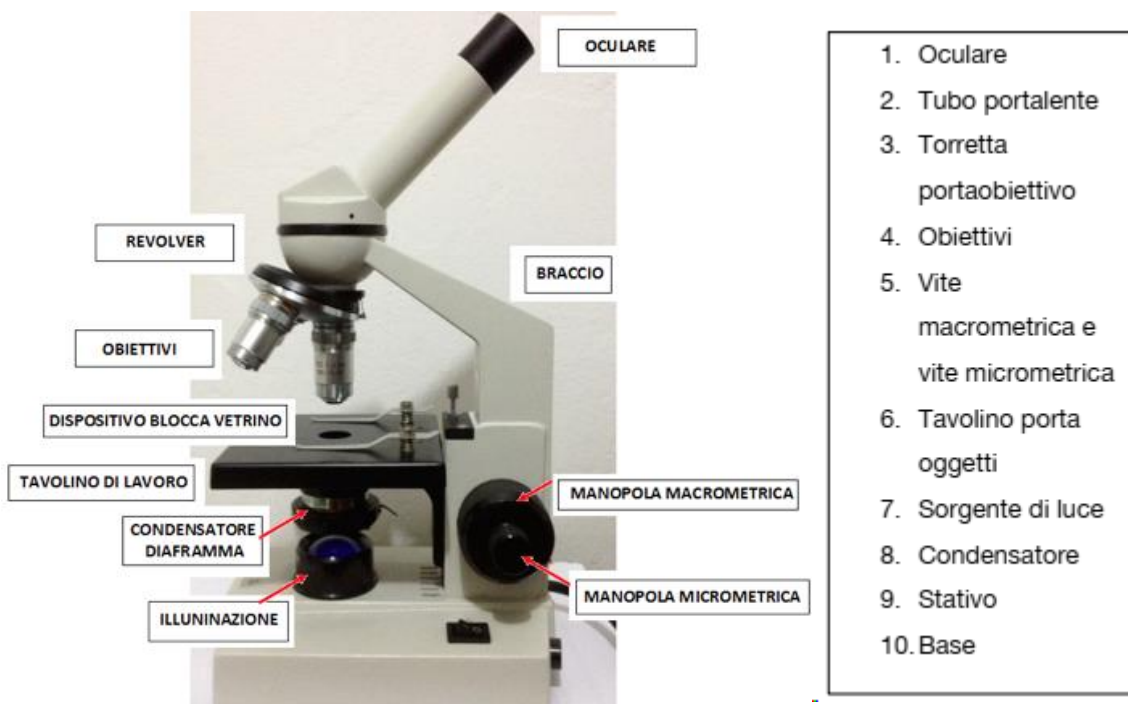 OCULARE
REVOLVER
BRACCIO
OBIETTIVI
DISPOSITIVO BLOCCA VETRINO
TAVOLINO DI LAVORO
MANOPOLA MACROMETRICA
CONDENSATORE
DIAFRAMMA
MANOPOLA MICROMETRICA
ILLUNINAZIONE
1. Oculare
2. Tubo portalente
3. Torretta
portaobiettivo
4. Obiettivi
5. Vite
macrometrica e
vite micrometrica
6. Tavolino porta
oggetti
7. Sorgente di luce
8. Condensatore
9. Stativo
10. Base